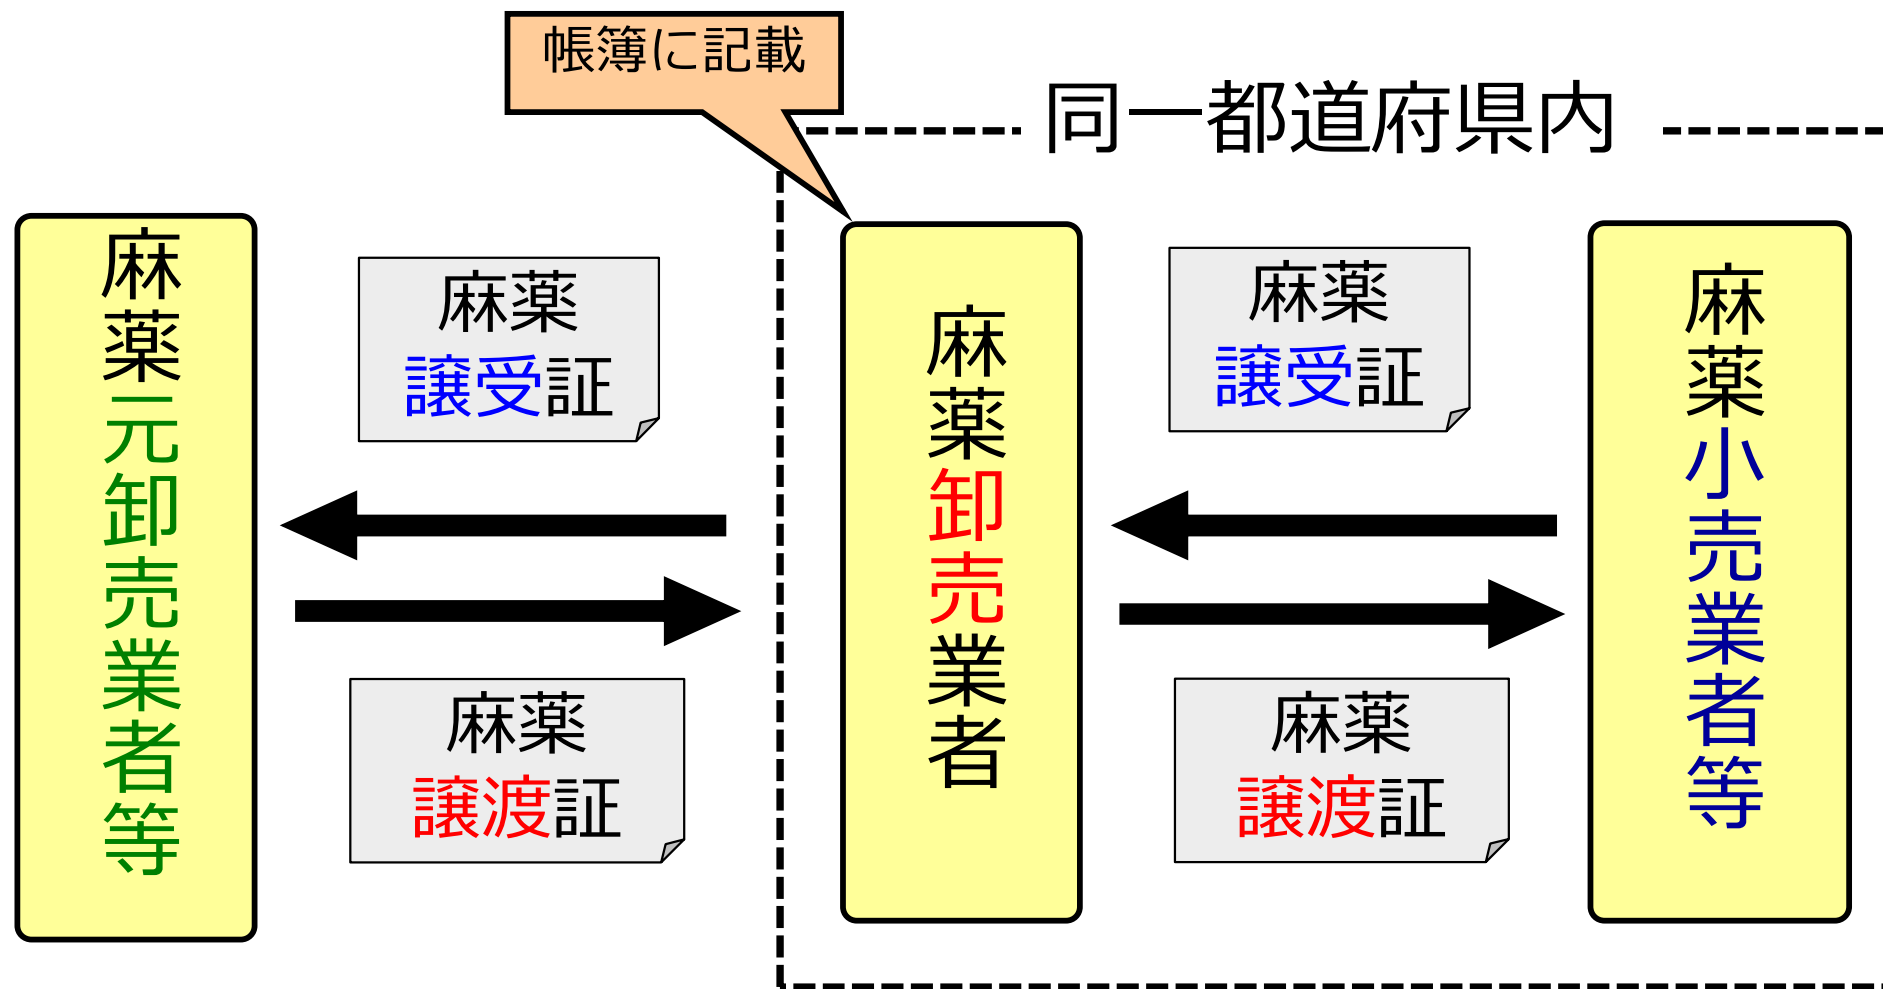 帳簿に記載
同一都道府県内
麻薬元卸売業者等
麻薬
譲受証
麻薬
譲渡証
麻薬卸売業者
麻薬
譲受証
麻薬
譲渡証
麻薬小売業者等